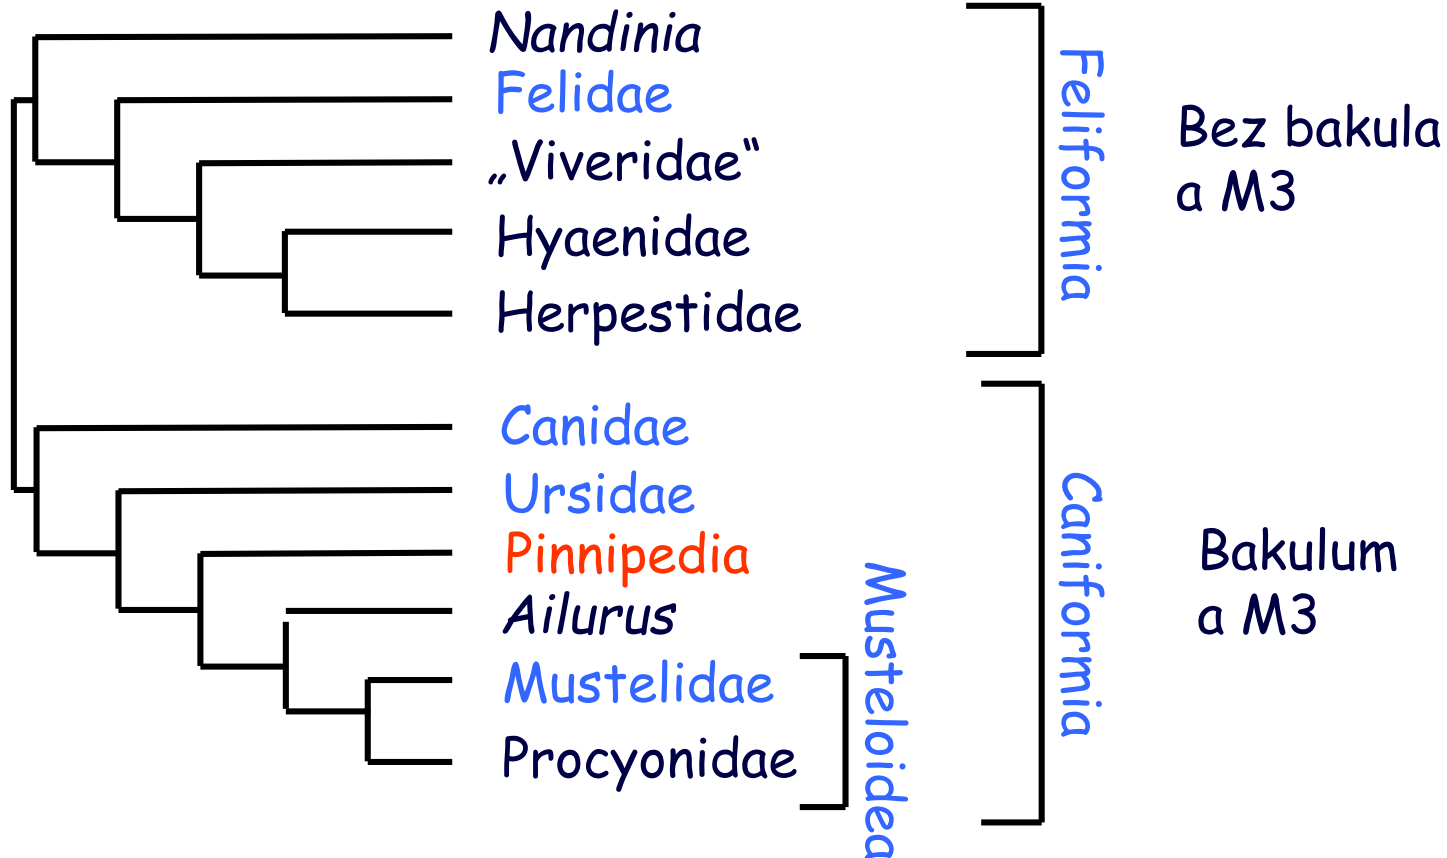 Nandinia
Felidae
„Viveridae“
Hyaenidae
Herpestidae
Feliformia
Bez bakula
a M3
Canidae
Ursidae
Pinnipedia
Ailurus
Mustelidae
Procyonidae
Musteloidea
Caniformia
Bakulum
a M3